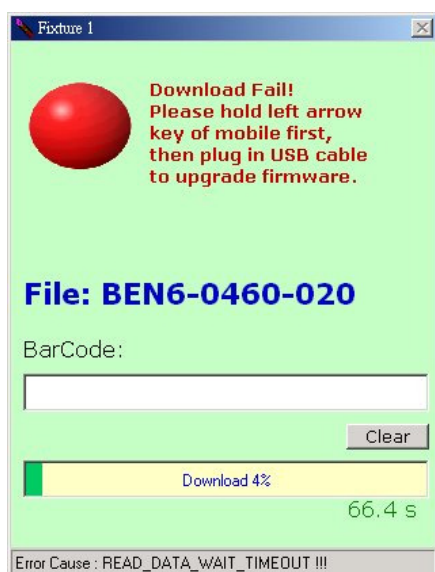 Fixture 1
Download Fail!
Please hold left arrow
key of mobile first,
then plug in USB cable
to upgrade firmware.
File: BEN6-0460-020
BarCode:
Clear
Download 4%
66.4 s
Error Cause : READ_DATA_WAIT_TIMEOUT !!!